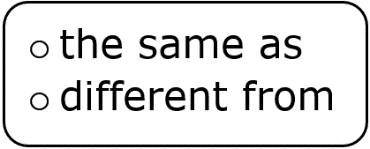 the same as
different from